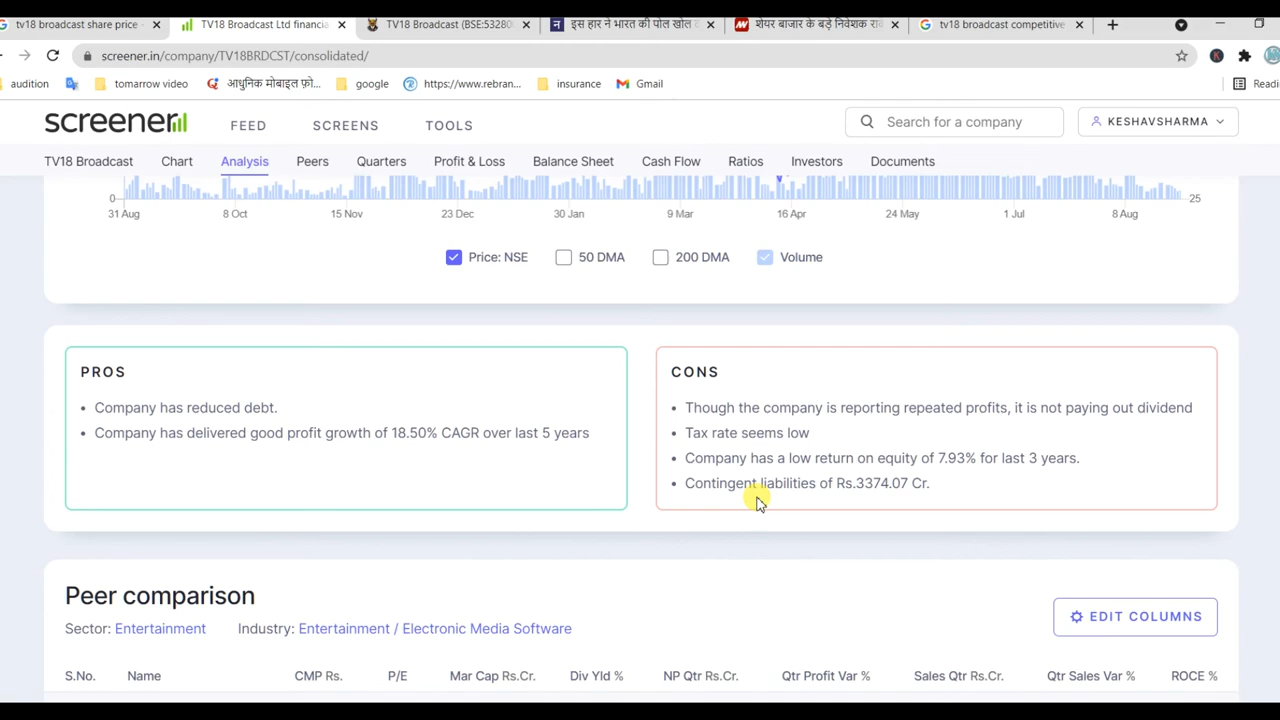 tv18 broadcast share price
TV18 Broadcast Ltd financia
TV18 Broadcast (BSE:53280
इस हार ने भारत की पोल खोल
शेयर बाजार के बड़े निवेशक
tv18 broadcast competitive
screener.in/company/TV18BRDCST/consolidated/
audition
tomarrow video
आधुनिक मोबाइल फ़ो...
google
https://www.rebran...
insurance
Gmail
Readi
screener
FEED
SCREENS
TOOLS
Search for a company
KESHAVSHARMA
TV18 Broadcast
Chart
Analysis
Peers
Quarters
Profit & Loss
Balance Sheet
Cash Flow
Ratios
Investors
Documents
0
25
31 Aug
8 Oct
15 Nov
23 Dec
30 Jan
9 Mar
16 Apr
24 May
1 Jul
8 Aug
Price: NSE
50 DMA
200 DMA
Volume
PROS
Company has reduced debt.
Company has delivered good profit growth of 18.50% CAGR over last 5 years
CONS
Though the company is reporting repeated profits, it is not paying out dividend
Tax rate seems low
Company has a low return on equity of 7.93% for last 3 years.
Contingent liabilities of Rs.3374.07 Cr.
Peer comparison
Sector: Entertainment
Industry: Entertainment / Electronic Media Software
EDIT COLUMNS
S.No.
Name
CMP Rs.
P/E
Mar Cap Rs.Cr.
Div Yld %
NP Qtr Rs.Cr.
Qtr Profit Var %
Sales Qtr Rs.Cr.
Qtr Sales Var %
ROCE %